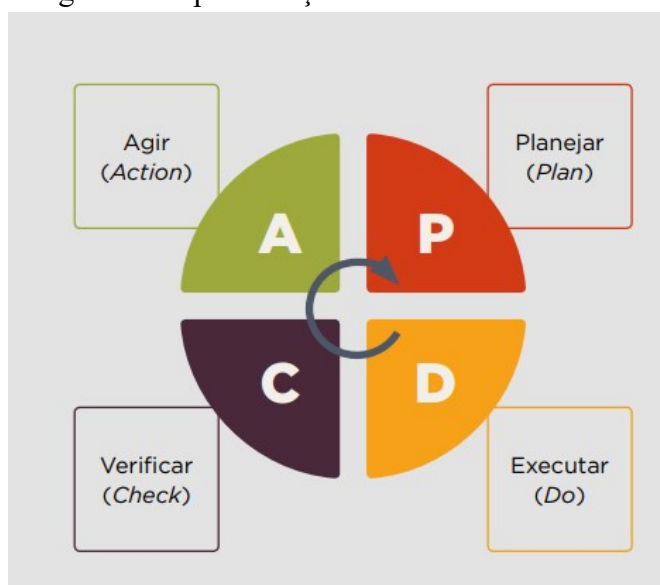 Agir
(Action)
Planejar
(Plan)
A
P
C
D
Verificar
(Check)
Executar
(Do)